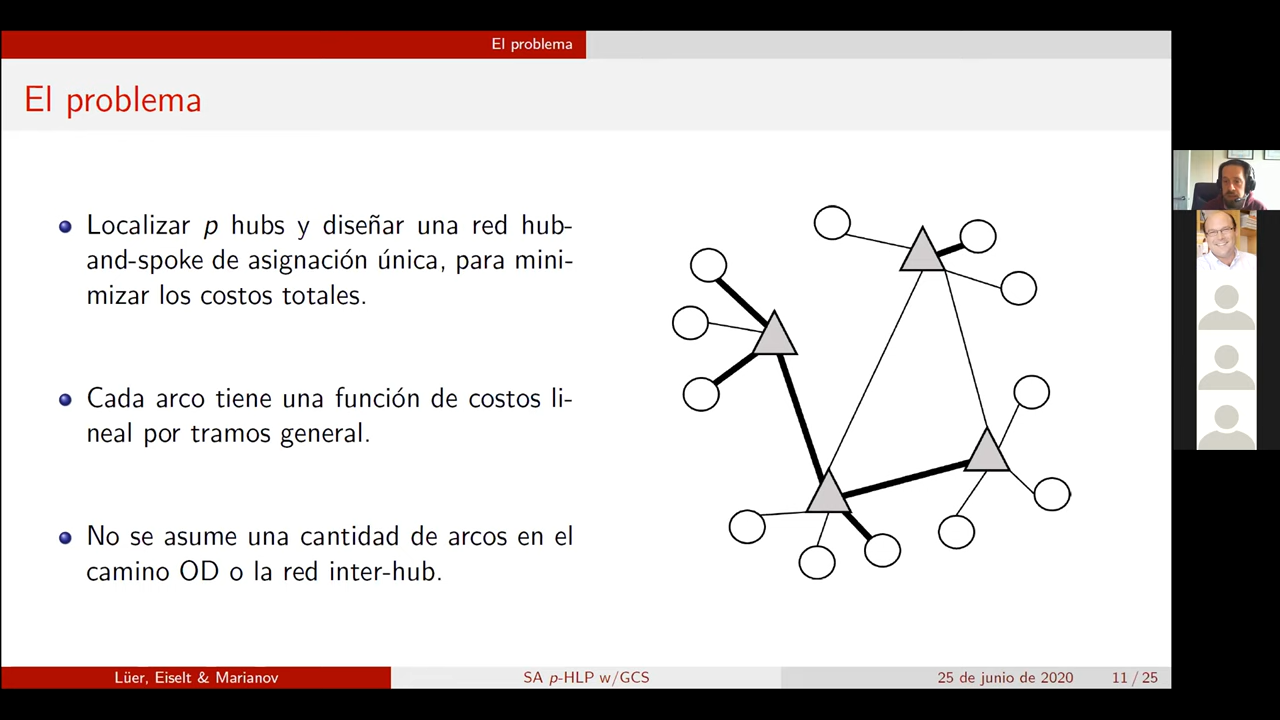 El problema
El problema
Localizar p hubs y diseñar una red hub-
and-spoke de asignación única, para mini-
mizar los costos totales.
Cada arco tiene una función de costos li-
neal por tramos general.
No se asume una cantidad de arcos en el
camino OD o la red inter-hub.
Lüer, Eiselt & Marianov
SA p-HLP w/GCS
25 de junio de 2020
11 / 25